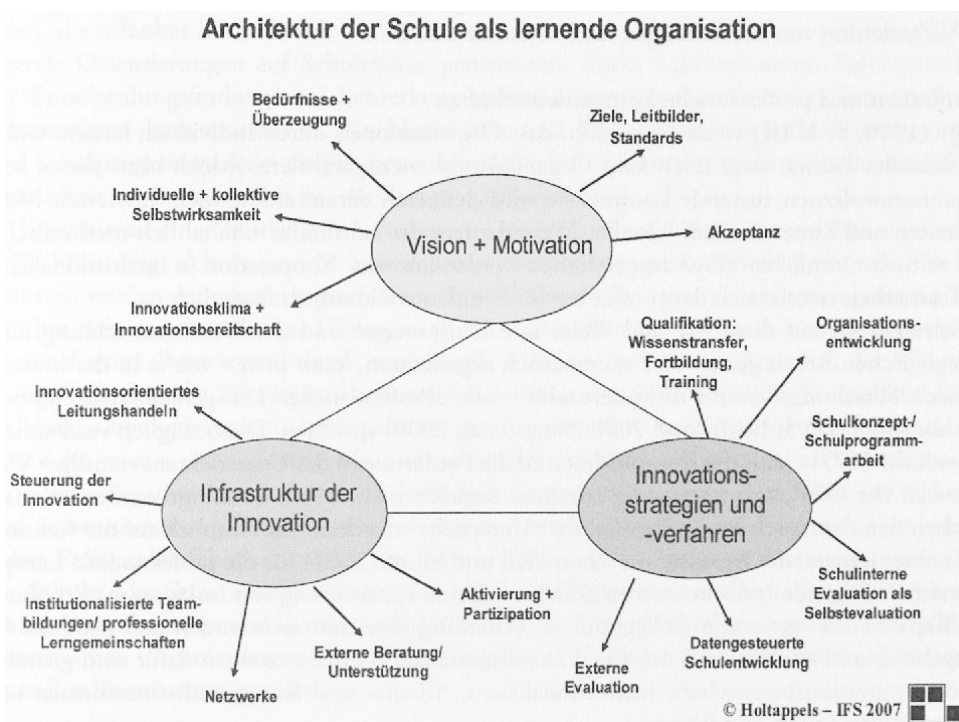 Architektur der Schule als lernende Organisation
Bedürfnisse +
Überzeugung
Ziele, Leitbilder,
Standards
Individuelle + kollektive
Selbstwirksamkeit
Vision + Motivation
Akzeptanz
Innovationsklima +
Innovationsbereitschaft
Qualifikation:
Wissenstransfer,
Fortbildung,
Training
Organisations-
entwicklung
Innovationsorientiertes
Leitungshandeln
Schulkonzept/
Schulprogramm-
arbeit
Steuerung der
Innovation
Infrastruktur der
Innovation
Innovations-
strategien und
-verfahren
Institutionalisierte Team-
bildungen/ professionelle
Lerngemeinschaften
Aktivierung +
Partizipation
Schulinterne
Evaluation als
Selbstevaluation
Externe Beratung/
Unterstützung
Netzwerke
Externe
Evaluation
Datengestützte
Schulentwicklung
© Holtappels – IFS 2007